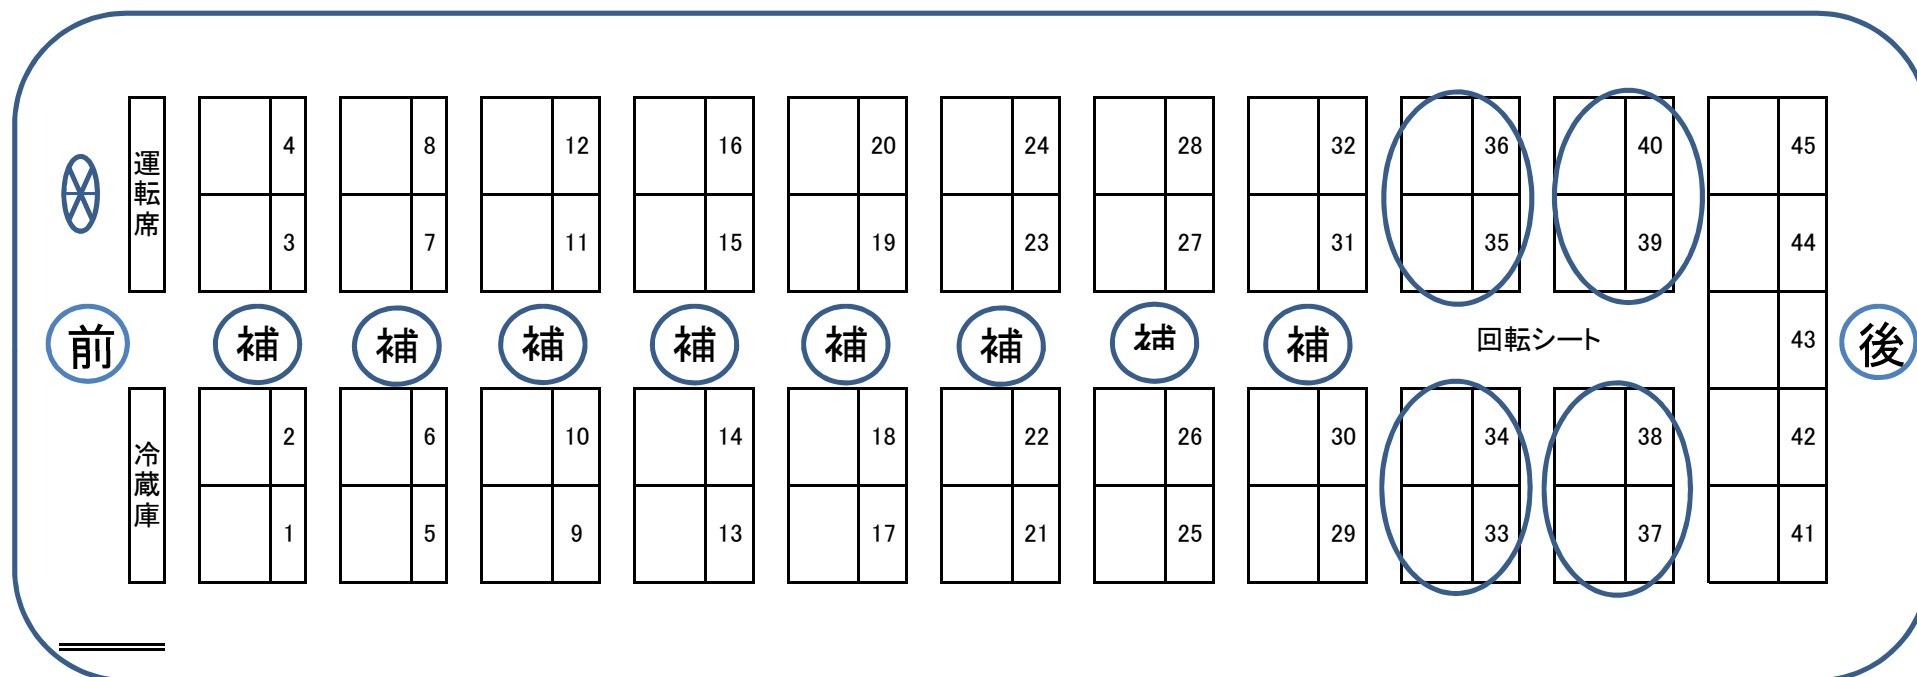 運転席
4 8 12 16 20 24 28 32 36 40 45
3 7 11 15 19 23 27 31 35 39 44
前 補 補 補 補 補 補 補 補 回転シート 43 後
冷蔵庫
2 6 10 14 18 22 26 30 34 38 42
1 5 9 13 17 21 25 29 33 37 41